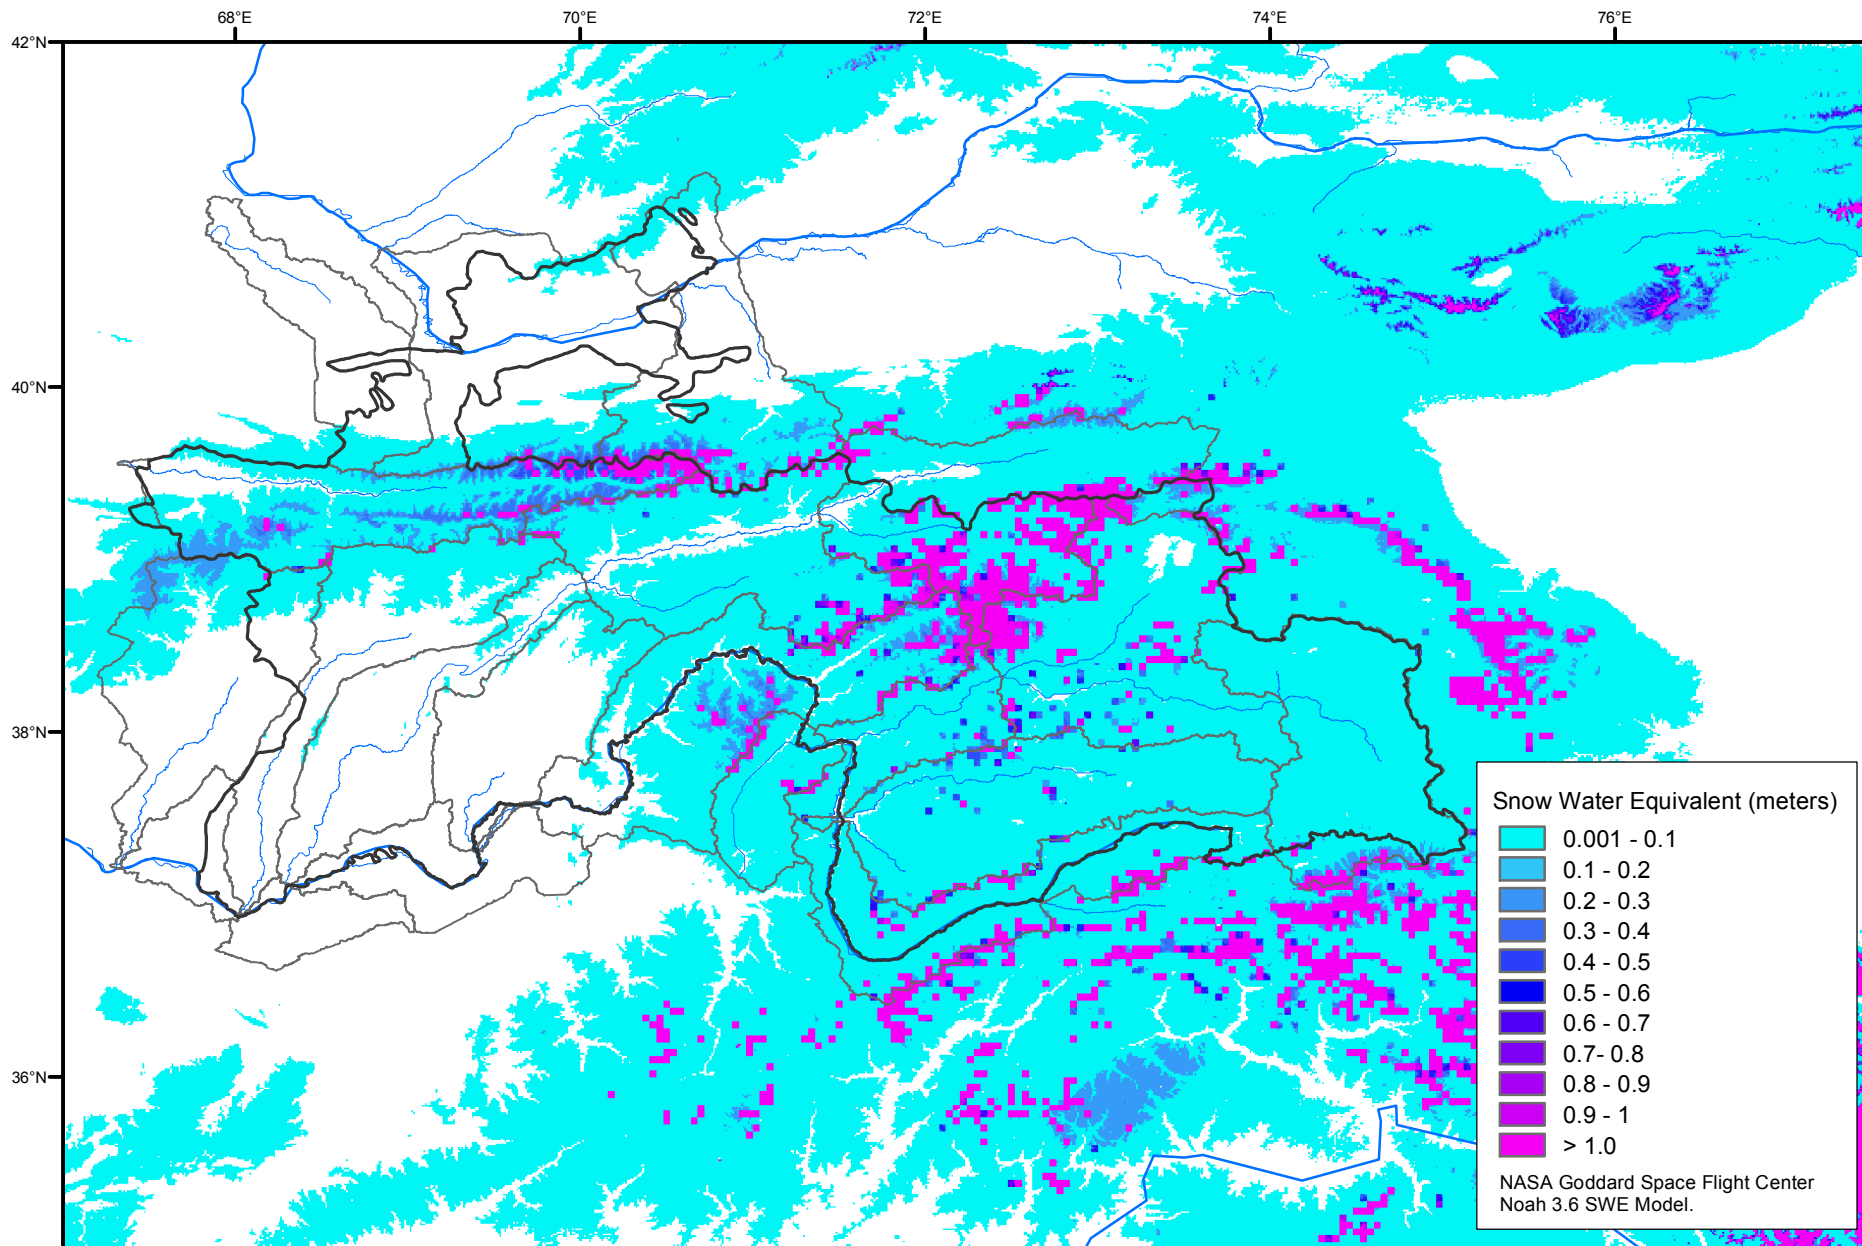 68°E 70°E 72°E 74°E 76°E
42°N
40°N
38°N
36°N
Snow Water Equivalent (meters)
0.001 - 0.1
0.1 - 0.2
0.2 - 0.3
0.3 - 0.4
0.4 - 0.5
0.5 - 0.6
0.6 - 0.7
0.7- 0.8
0.8 - 0.9
0.9 - 1
> 1.0
NASA Goddard Space Flight Center
Noah 3.6 SWE Model.